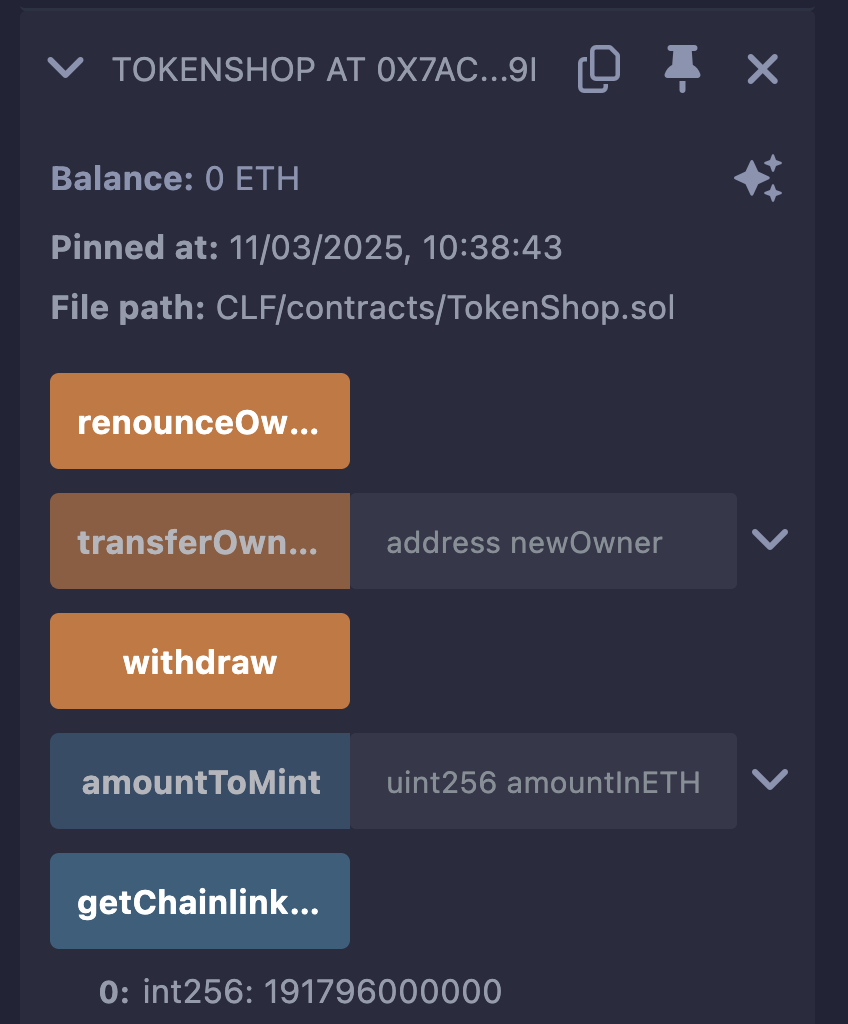 TOKENSHOP AT 0X7AC...9I
Balance: 0 ETH
Pinned at: 11/03/2025, 10:38:43
File path: CLF/contracts/TokenShop.sol
renounceOw...
transferOwn... address newOwner
withdraw
amountToMint uint256 amountInETH
getChainlink...
0: int256: 191796000000